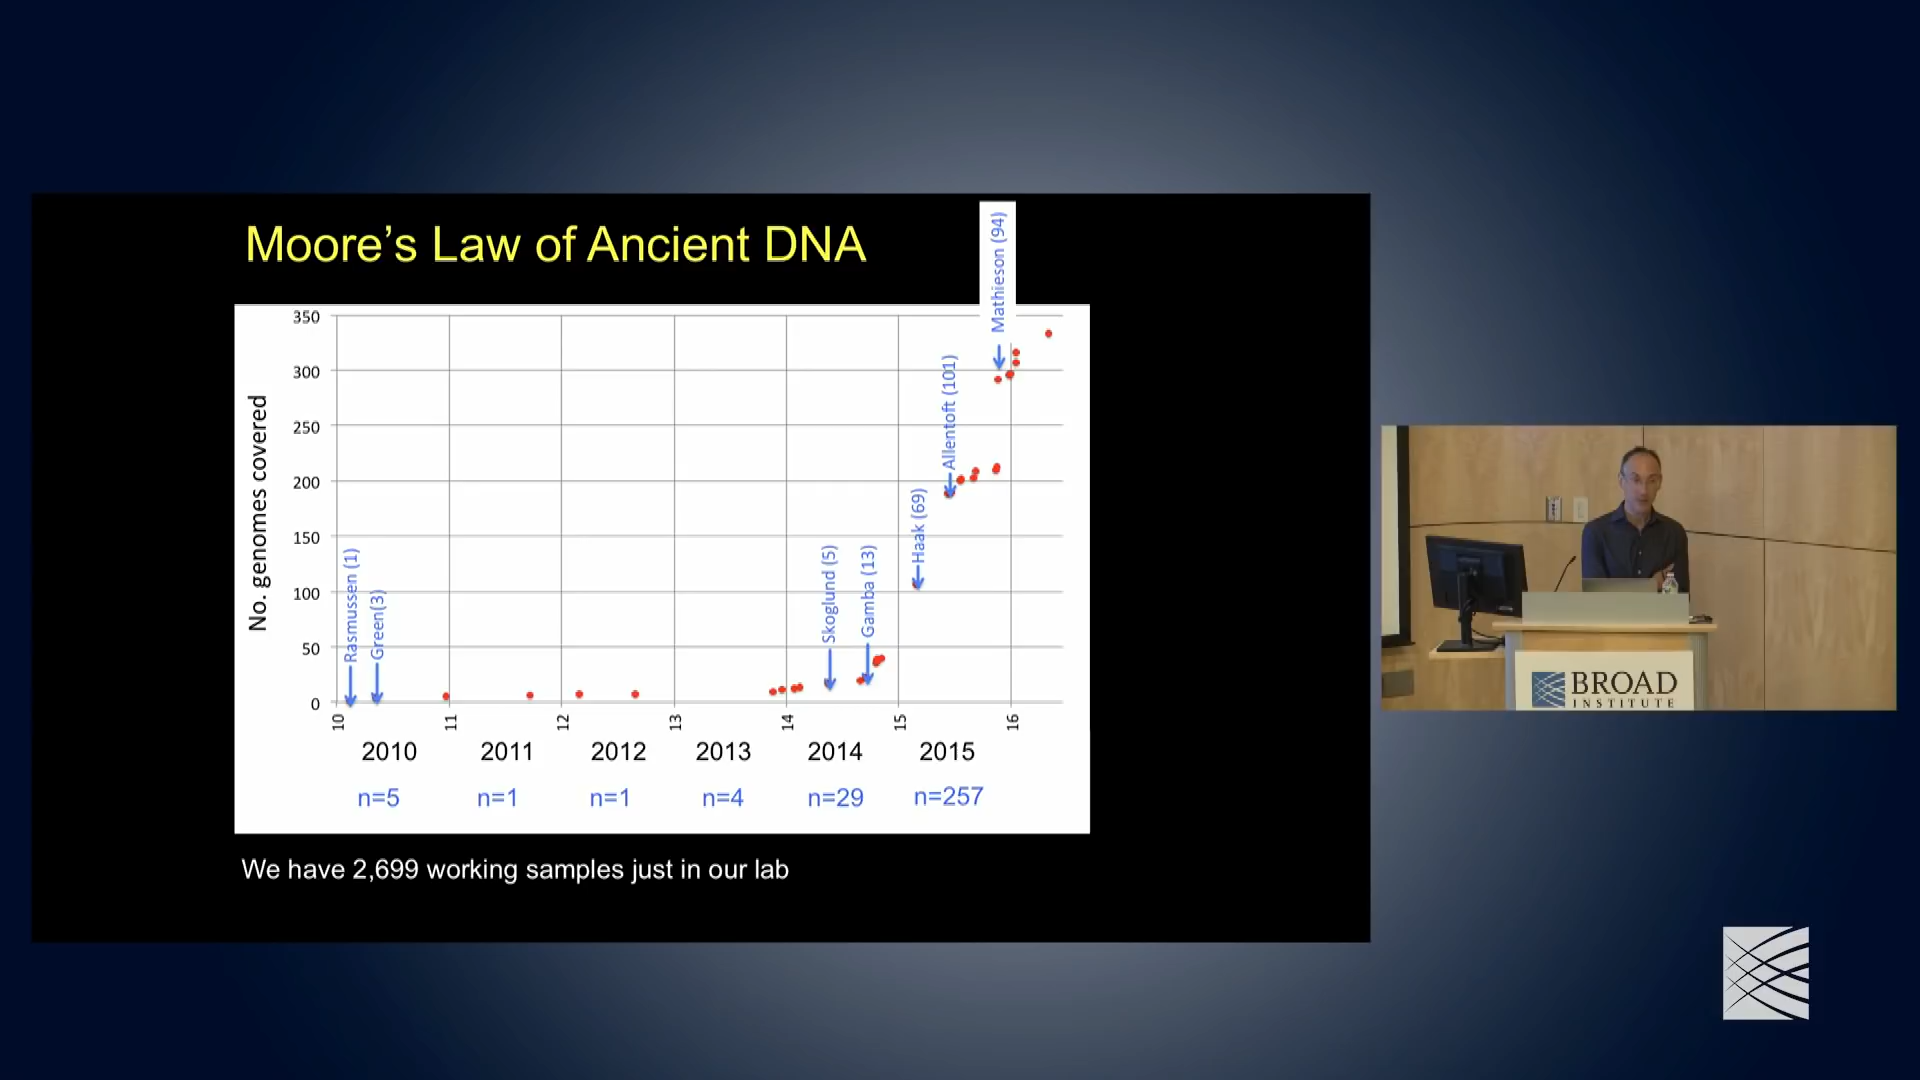 Moore's Law of Ancient DNA
No. genomes covered
350
300
250
200
150
100
50
0
Rasmussen (1)
Green(3)
Skoglund (5)
Gamba (13)
Haak (69)
Allentoft (101)
Mathieson (94)
10
11
12
13
14
15
16
2010 2011 2012 2013 2014 2015
n=5 n=1 n=1 n=4 n=29 n=257
We have 2,699 working samples just in our lab
BROAD
INSTITUTE